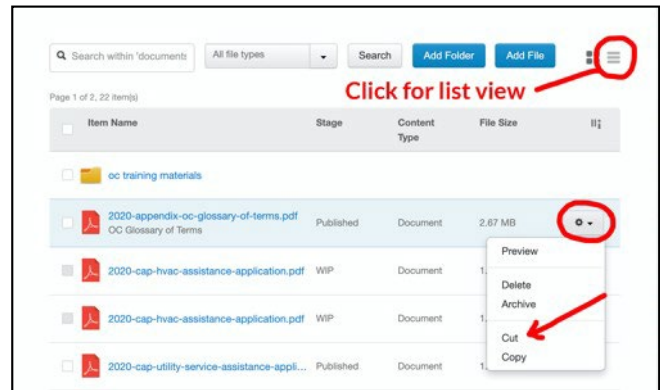 Search within 'documents
All file types
Search
Add Folder
Add File
Click for list view
Page 1 of 2, 22 item(s)
Item Name
Stage
Content
Type
File Size
oc training materials
2020-appendix-oc-glossary-of-terms.pdf
OC Glossary of Terms
Published
Document
2.67 MB
Preview
2020-cap-hvac-assistance-application.pdf
WIP
Document
1.
Delete
Archive
2020-cap-hvac-assistance-application.pdf
WIP
Document
1.
Cut
Copy
2020-cap-utility-service-assistance-appli...
Published
Document
1.